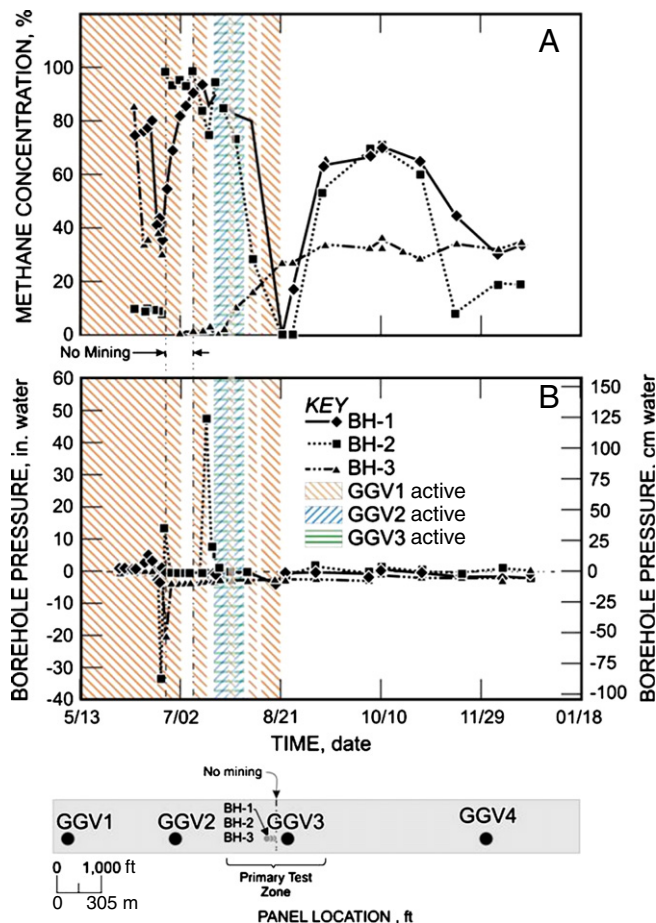 A
METHANE CONCENTRATION, %
100
80
60
40
20
0
No Mining
B
BOREHOLE PRESSURE, in. water
60
50
40
30
20
10
0
-10
-20
-30
-40
KEY
BH-1
BH-2
BH-3
GGV1 active
GGV2 active
GGV3 active
150
125
100
75
50
25
0
-25
-50
-75
-100
BOREHOLE PRESSURE, cm water
5/13 7/02 8/21 10/10 11/29 01/18
TIME, date
No mining
GGV1 GGV2 BH-1 GGV3 GGV4
BH-2
BH-3
0 1,000 ft
0 305 m
Primary Test
Zone
PANEL LOCATION , ft